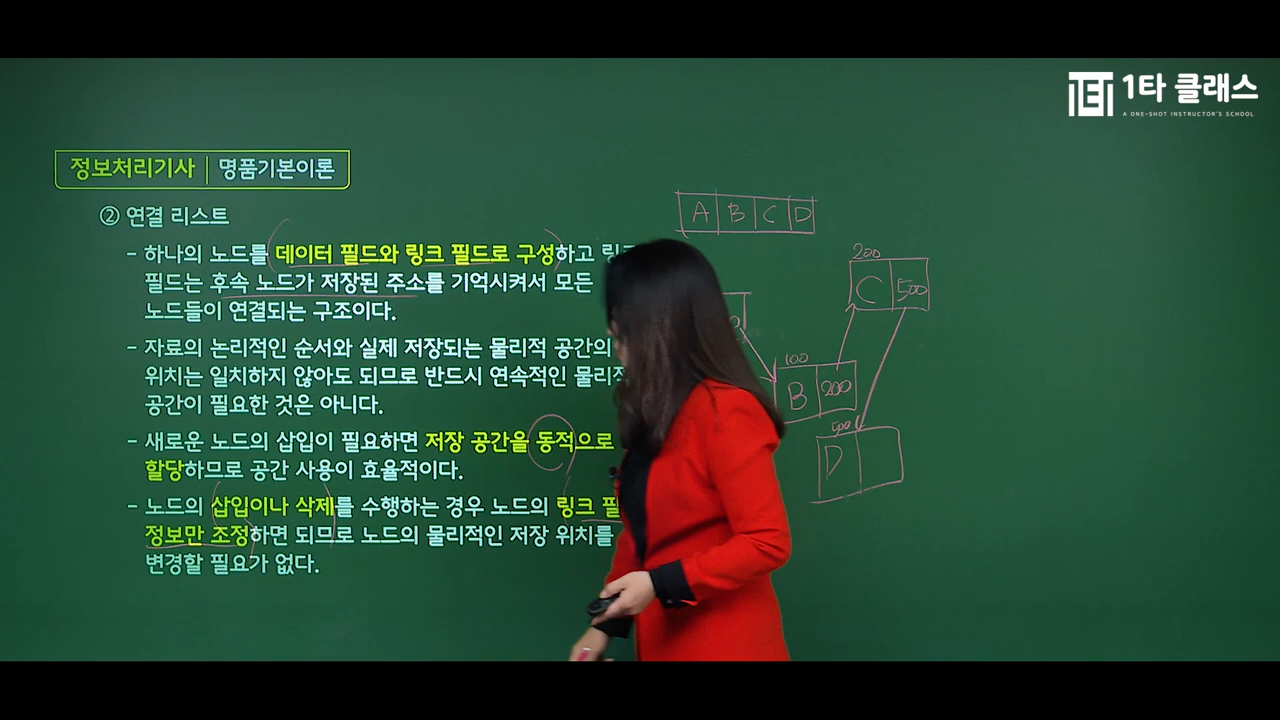 1타 클래스
A ONE-SHOT INSTRUCTOR'S SCHOOL
정보처리기사 | 명품기본이론
② 연결 리스트
- 하나의 노드를 데이터 필드와 링크 필드로 구성하고
필드는 후속 노드가 저장된 주소를 기억시켜서 모든
노드들이 연결되는 구조이다.
- 자료의 논리적인 순서와 실제 저장되는 물리적 공간의
위치는 일치하지 않아도 되므로 반드시 연속적인
공간이 필요한 것은 아니다.
- 새로운 노드의 삽입이 필요하면 저장 공간을 동적으로
할당하므로 공간 사용이 효율적이다.
- 노드의 삽입이나 삭제를 수행하는 경우 노드의 링크
정보만 조정하면 되므로 노드의 물리적인 저장 위치를
변경할 필요가 없다.
A B C D
200
C 500
100
B 200
500
D